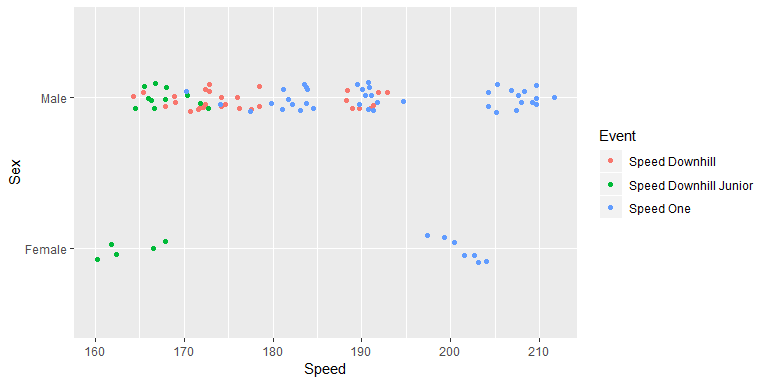 Male
Female
Sex
160 170 180 190 200 210
Speed
Event
Speed Downhill
Speed Downhill Junior
Speed One